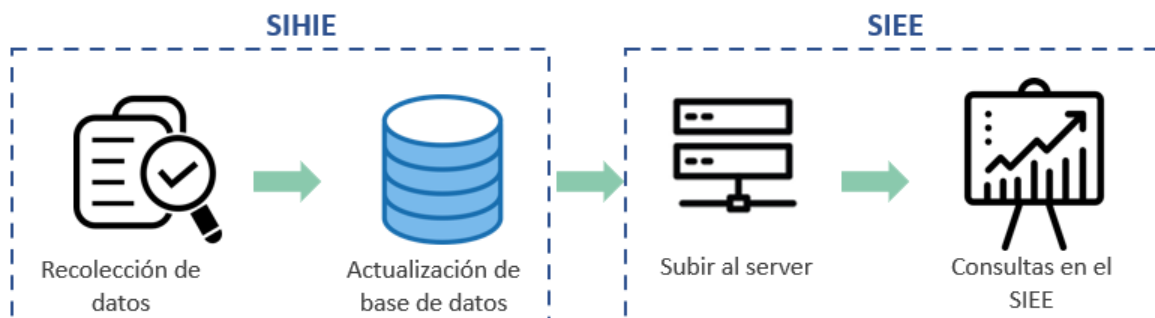 SIHIE
SIEE
Recolección de
datos
Actualización de
base de datos
Subir al server
Consultas en el
SIEE